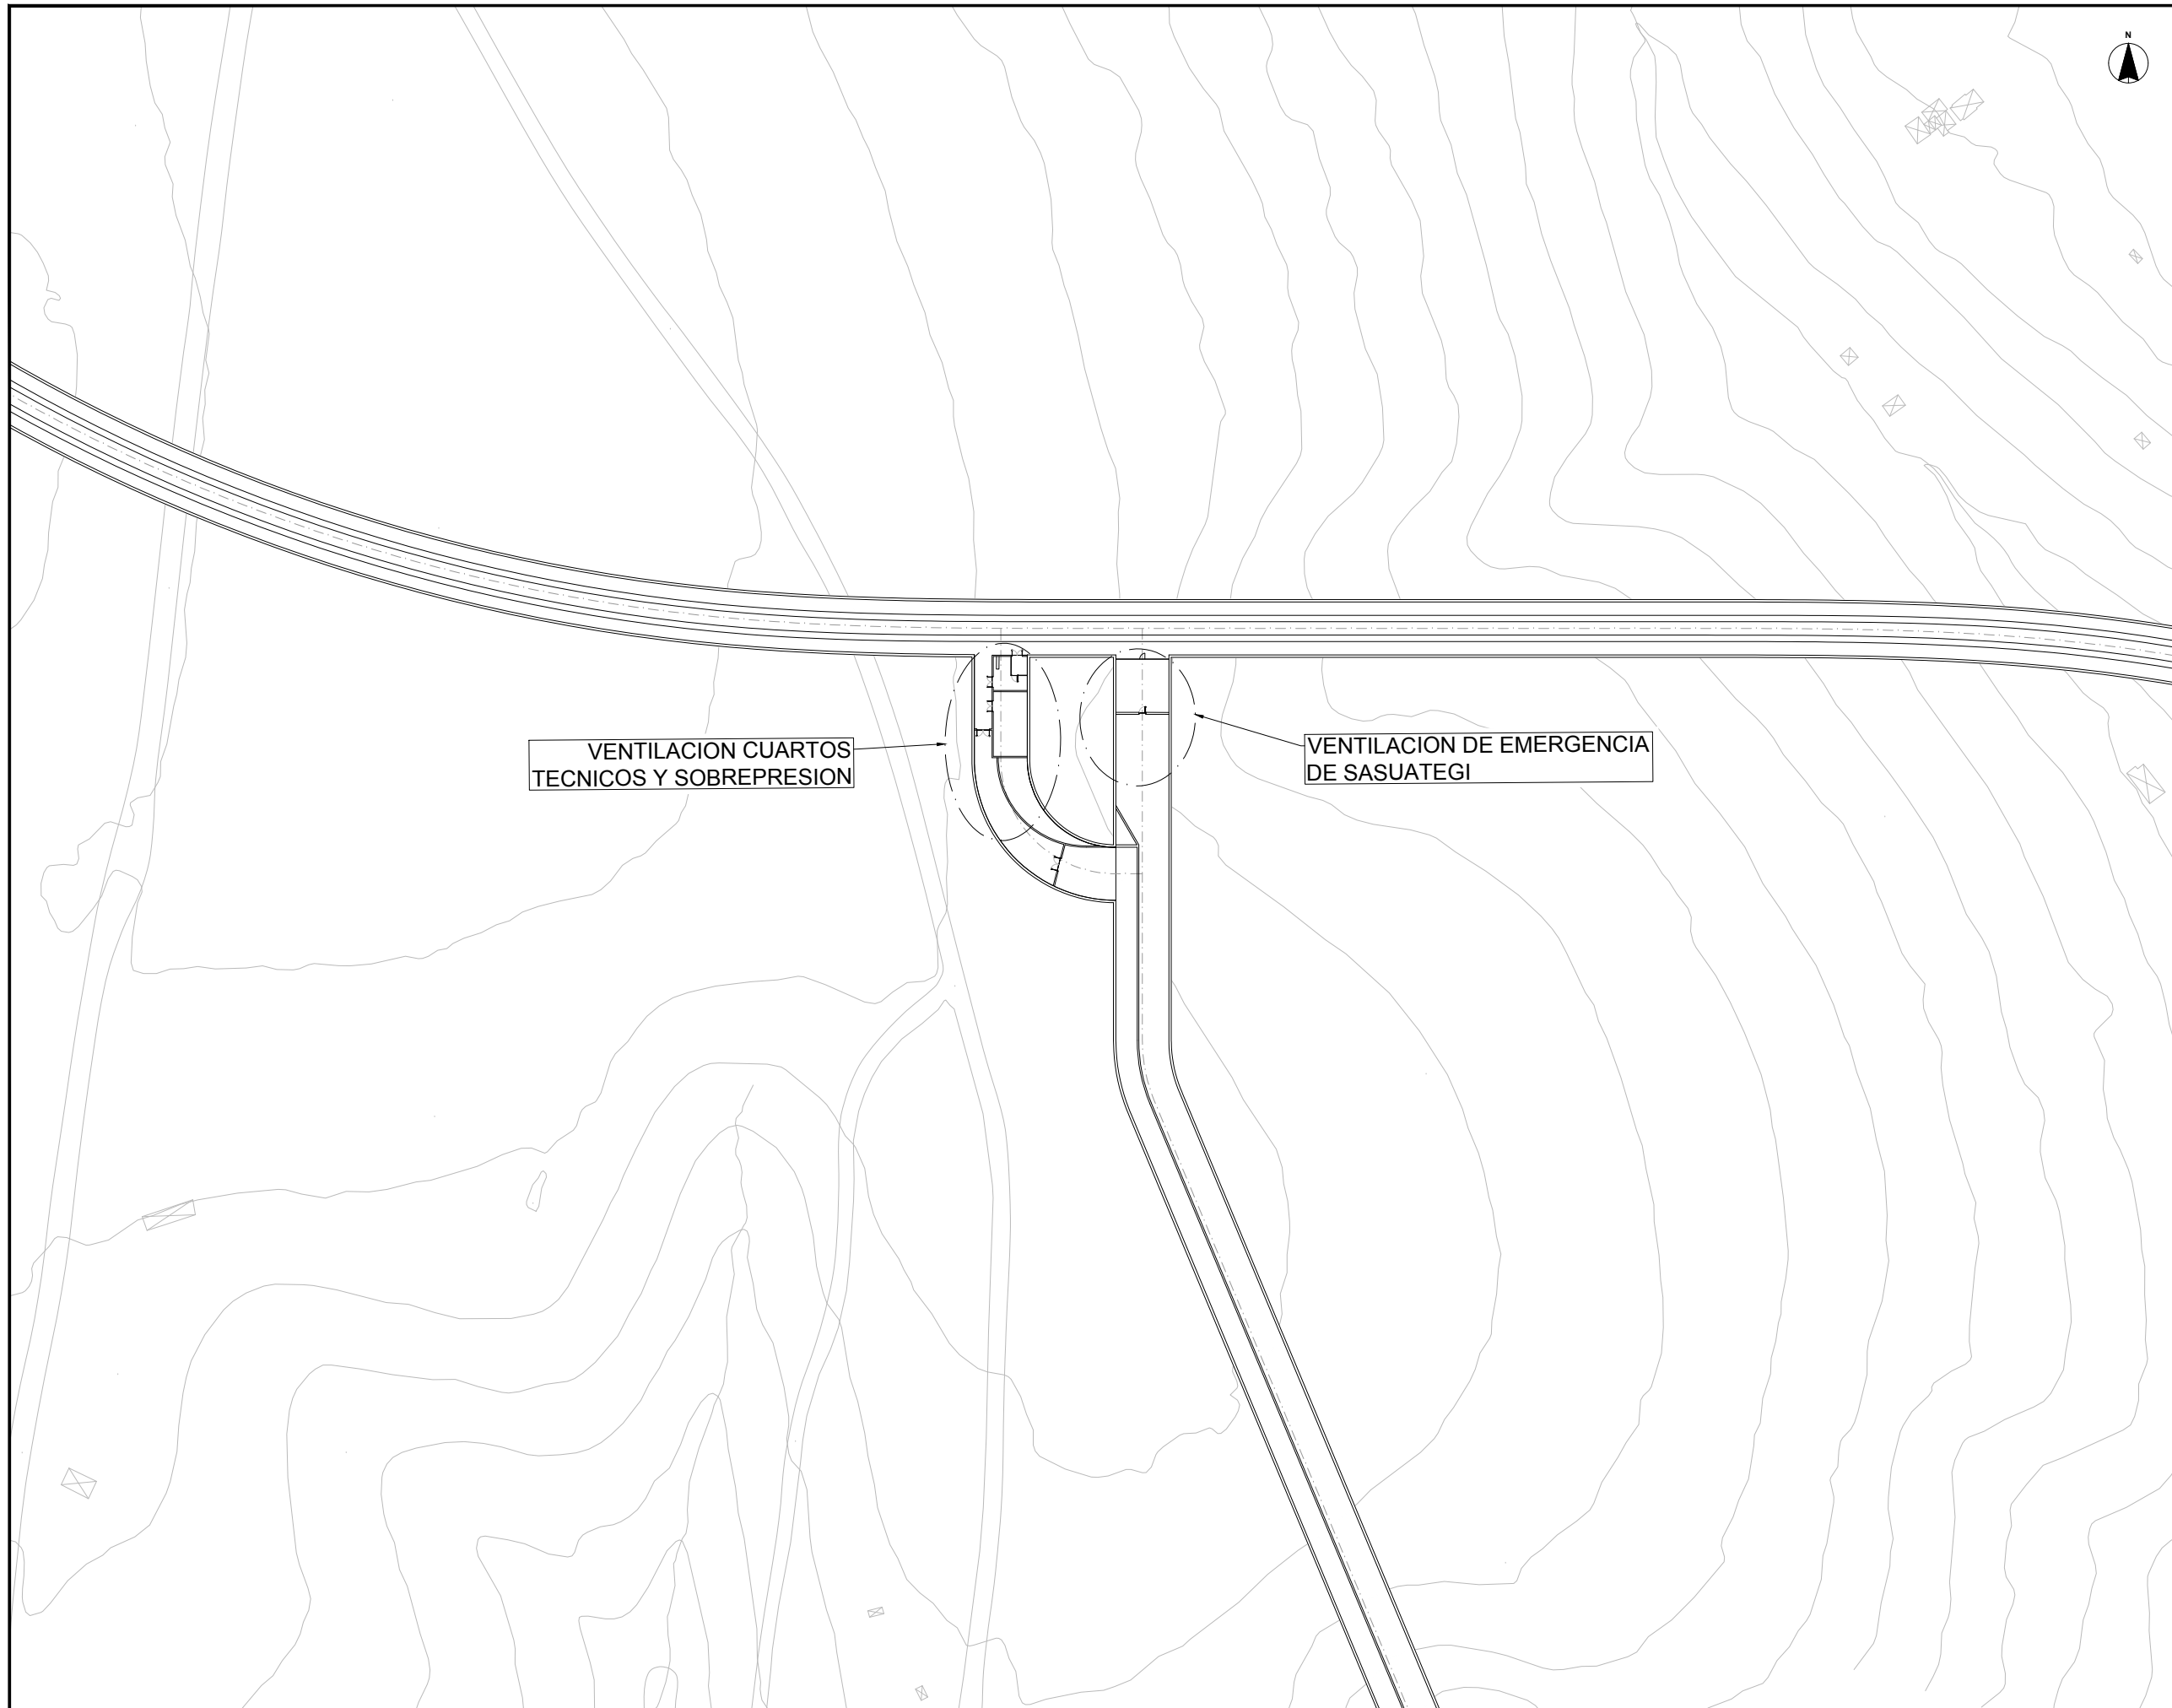 N
VENTILACION CUARTOS
TECNICOS Y SOBREPRESION
VENTILACION DE EMERGENCIA
DE SASUATEGI